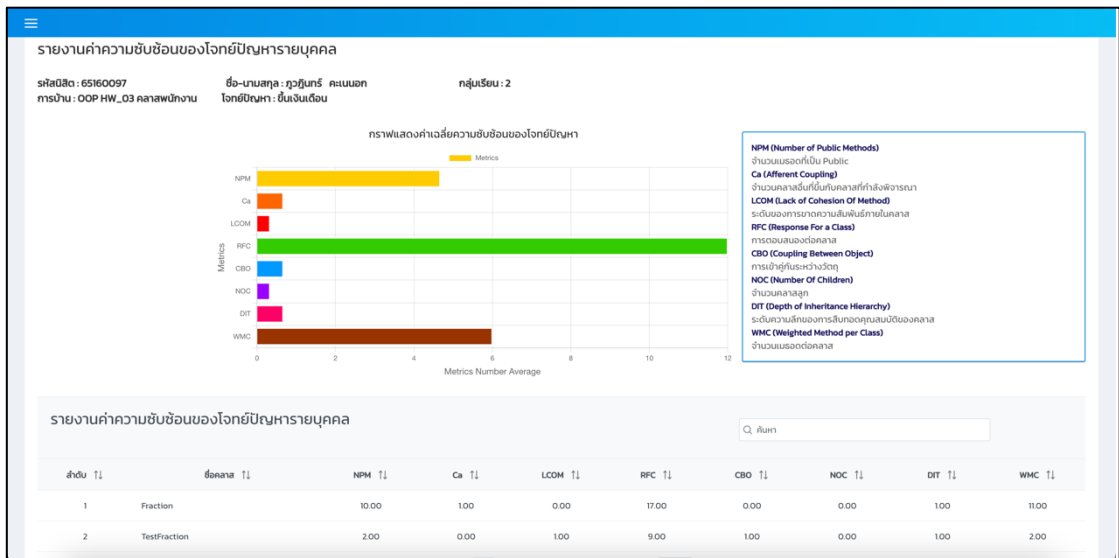 รายงานค่าความซับซ้อนของโจทย์ปัญหารายบุคคล
รหัสนิสิต : 65160097 ชื่อ-นามสกุล : ภูวฎินทร์ คะเนนอก กลุ่มเรียน : 2
การบ้าน : OOP HW_03 คลาสพนักงาน โจทย์ปัญหา : ขึ้นเงินเดือน
กราฟแสดงค่าเฉลี่ยความซับซ้อนของโจทย์ปัญหา
Metrics
NPM
Ca
LCOM
RFC
CBO
NOC
DIT
WMC
Metrics
0 2 4 6 8 10 12
Metrics Number Average
NPM (Number of Public Methods)
จำนวนเมธอดที่เป็น Public
Ca (Afferent Coupling)
จำนวนคลาสอื่นที่ขึ้นกับคลาสที่กำลังพิจารณา
LCOM (Lack of Cohesion Of Method)
ระดับของการขาดความสัมพันธ์ภายในคลาส
RFC (Response For a Class)
การตอบสนองต่อคลาส
CBO (Coupling Between Object)
การเข้าคู่กันระหว่างวัตถุ
NOC (Number Of Children)
จำนวนคลาสลูก
DIT (Depth of Inheritance Hierarchy)
ระดับความลึกของการสืบทอดคุณสมบัติของคลาส
WMC (Weighted Method per Class)
จำนวนเมธอดต่อคลาส
รายงานค่าความซับซ้อนของโจทย์ปัญหารายบุคคล
ค้นหา
ลำดับ ชื่อคลาส NPM Ca LCOM RFC CBO NOC DIT WMC
1 Fraction 10.00 1.00 0.00 17.00 0.00 0.00 1.00 11.00
2 TestFraction 2.00 0.00 1.00 9.00 1.00 0.00 1.00 2.00